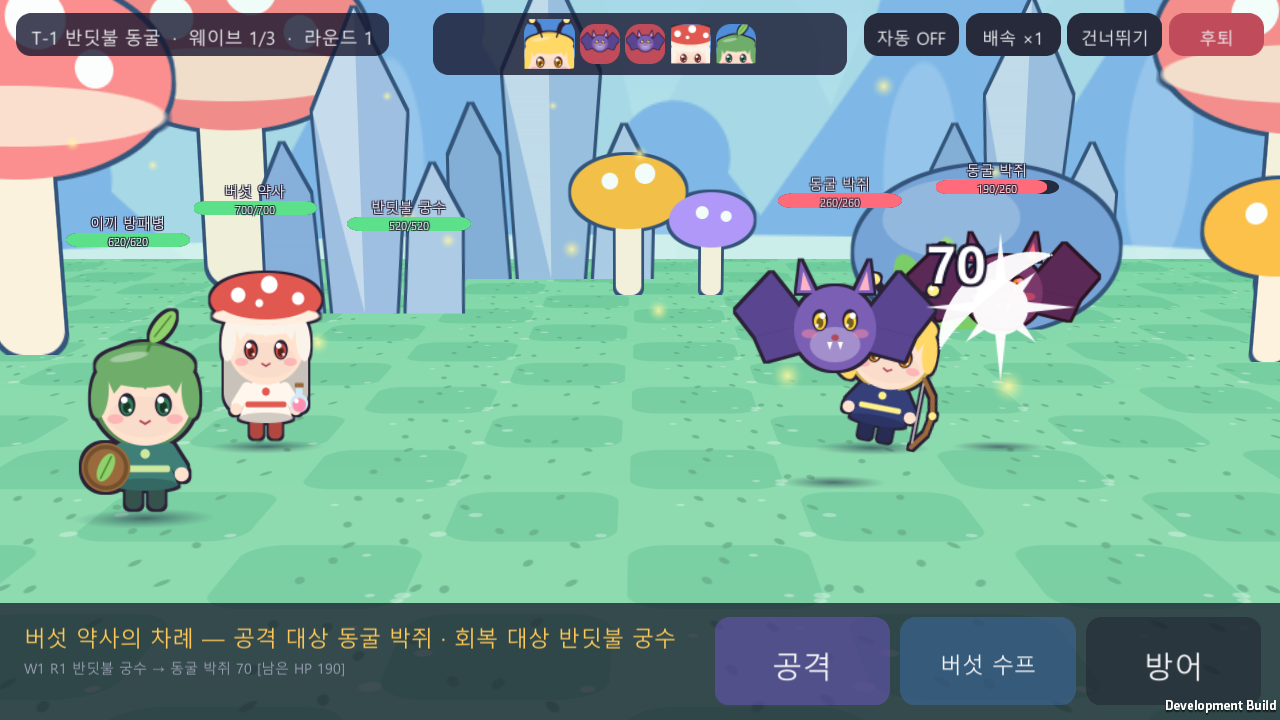 T-1 반딧불 동굴 · 웨이브 1/3 · 라운드 1
자동 OFF
배속 ×1
건너뛰기
후퇴
동굴 박쥐
190/260
동굴 박쥐
260/260
버섯 약사
700/700
반딧불 궁수
520/520
이끼 방패병
620/620
70
버섯 약사의 차례 — 공격 대상 동굴 박쥐 · 회복 대상 반딧불 궁수
W1 R1 반딧불 궁수 → 동굴 박쥐 70 [남은 HP 190]
공격
버섯 수프
방어
Development Build